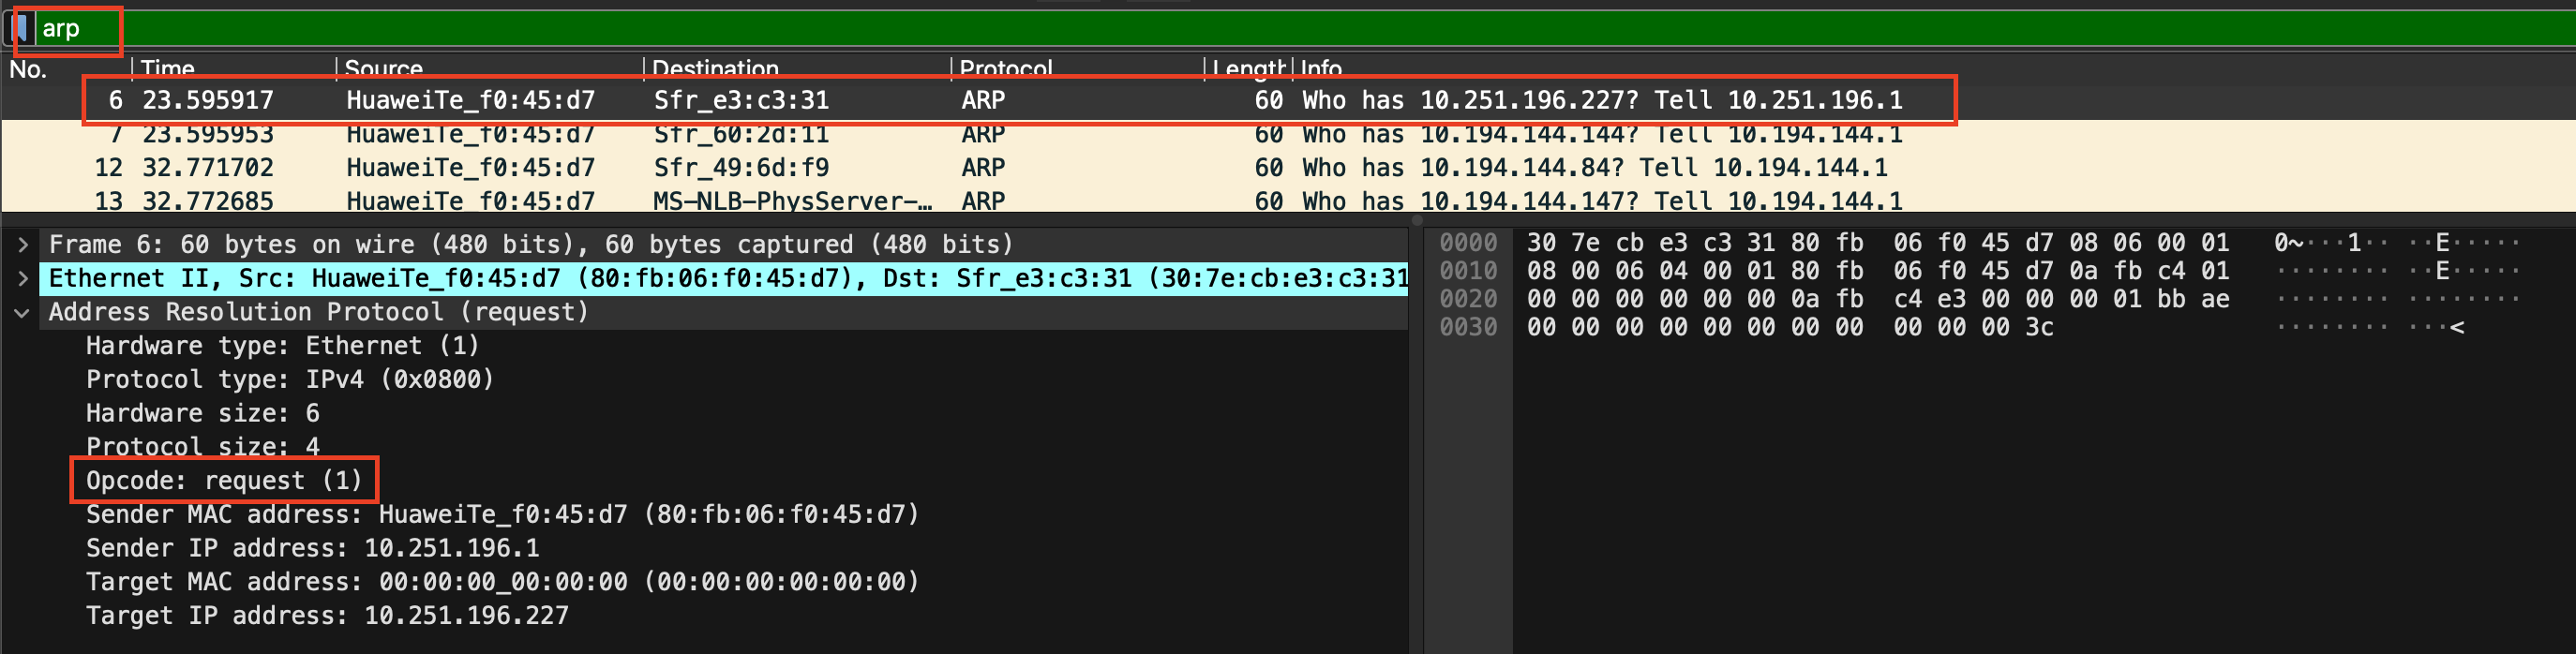 arp
No. Time Source Destination Protocol Length Info
6 23.595917 HuaweiTe_f0:45:d7 Sfr_e3:c3:31 ARP 60 Who has 10.251.196.227? Tell 10.251.196.1
7 23.595953 HuaweiTe_f0:45:d7 Sfr_60:2d:11 ARP 60 Who has 10.194.144.144? Tell 10.194.144.1
12 32.771702 HuaweiTe_f0:45:d7 Sfr_49:6d:f9 ARP 60 Who has 10.194.144.84? Tell 10.194.144.1
13 32.772685 HuaweiTe_f0:45:d7 MS-NLB-PhysServer-… ARP 60 Who has 10.194.144.147? Tell 10.194.144.1
Frame 6: 60 bytes on wire (480 bits), 60 bytes captured (480 bits)
Ethernet II, Src: HuaweiTe_f0:45:d7 (80:fb:06:f0:45:d7), Dst: Sfr_e3:c3:31 (30:7e:cb:e3:c3:31
Address Resolution Protocol (request)
Hardware type: Ethernet (1)
Protocol type: IPv4 (0x0800)
Hardware size: 6
Protocol size: 4
Opcode: request (1)
Sender MAC address: HuaweiTe_f0:45:d7 (80:fb:06:f0:45:d7)
Sender IP address: 10.251.196.1
Target MAC address: 00:00:00_00:00:00 (00:00:00:00:00:00)
Target IP address: 10.251.196.227
0000 30 7e cb e3 c3 31 80 fb 06 f0 45 d7 08 06 00 01 0~···1·· ··E·····
0010 08 00 06 04 00 01 80 fb 06 f0 45 d7 0a fb c4 01 ········ ··E·····
0020 00 00 00 00 00 00 0a fb c4 e3 00 00 00 01 bb ae ········ ········
0030 00 00 00 00 00 00 00 00 00 00 00 3c ········ ···<